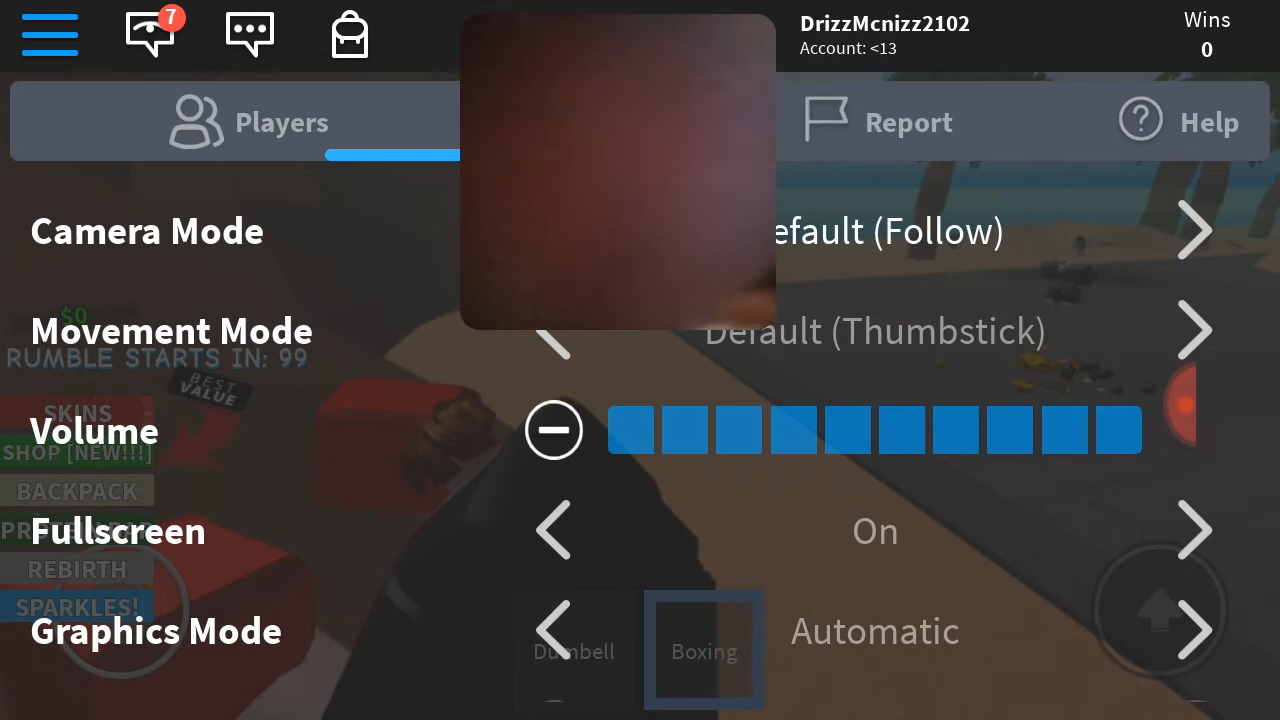 7
DrizzMcnizz2102
Account: <13
Wins
0
Players
Report
Help
Camera Mode
efault (Follow)
$0
Movement Mode
Default (Thumbstick)
RUMBLE STARTS IN: 99
BEST
VALUE
SKINS
Volume
SHOP [NEW!!!]
BACKPACK
Fullscreen
On
REBIRTH
SPARKLES!
Graphics Mode
Automatic
Dumbell
Boxing